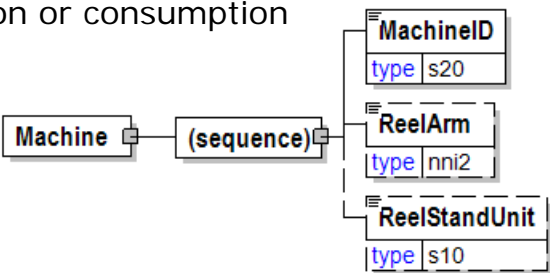 on or consumption
MachineID
type s20
Machine
(sequence)
ReelArm
type nni2
ReelStandUnit
type s10